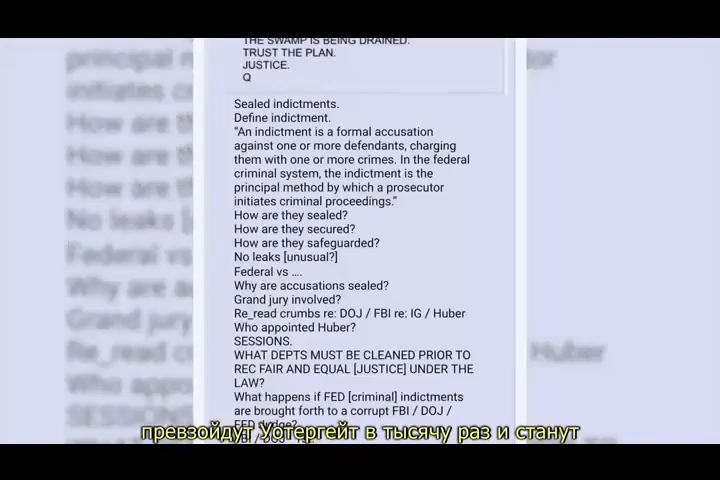 THE SWAMP IS BEING DRAINED.
TRUST THE PLAN.
JUSTICE.
Q
Sealed indictments.
Define indictment.
“An indictment is a formal accusation
against one or more defendants, charging
them with one or more crimes. In the federal
criminal system, the indictment is the
principal method by which a prosecutor
initiates criminal proceedings.”
How are they sealed?
How are they secured?
How are they safeguarded?
No leaks [unusual?]
Federal vs ....
Why are accusations sealed?
Grand jury involved?
Re_read crumbs re: DOJ / FBI re: IG / Huber
Who appointed Huber?
SESSIONS.
WHAT DEPTS MUST BE CLEANED PRIOR TO
REC FAIR AND EQUAL [JUSTICE] UNDER THE
LAW?
What happens if FED [criminal] indictments
are brought forth to a corrupt FBI / DOJ /
превзойдут Уотергейт в тысячу раз и станут